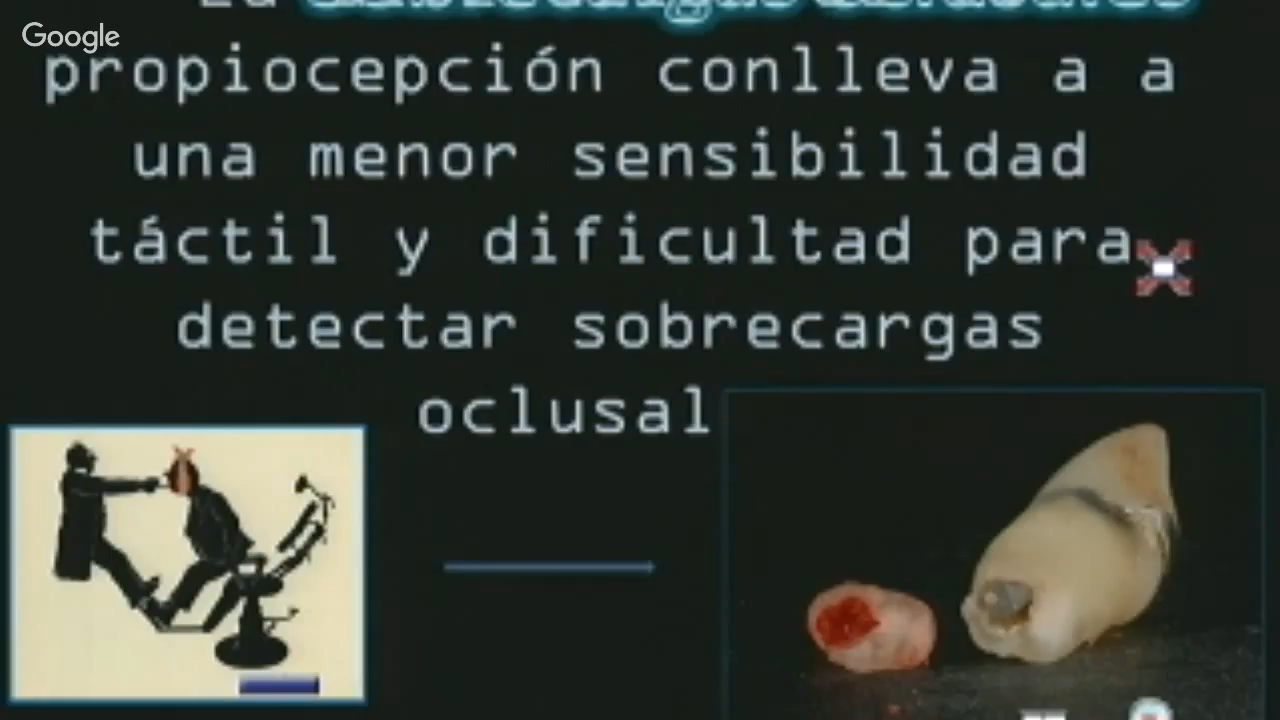 Google
propiocepción conlleva a a
una menor sensibilidad
táctil y dificultad para
detectar sobrecargas
oclusal